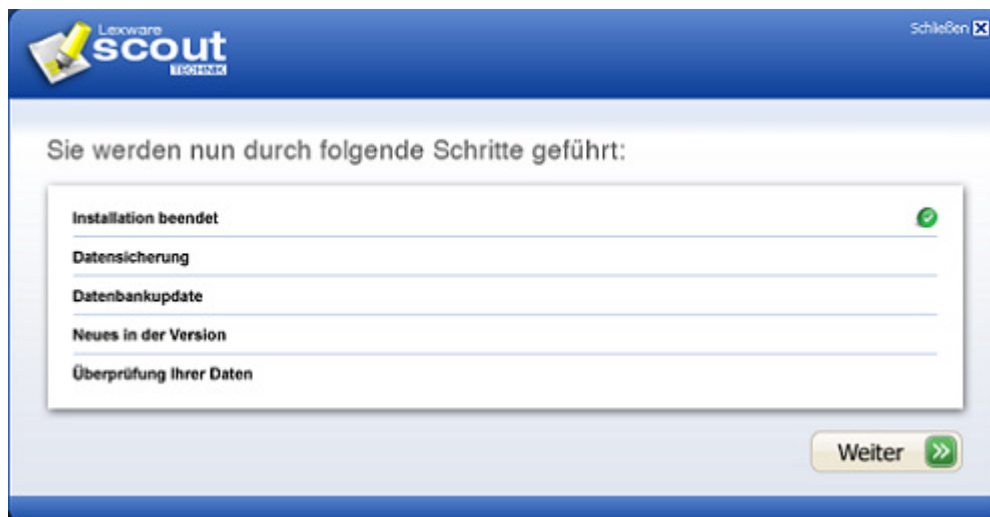 Lexware
scout
TECHNIK
Schließen
Sie werden nun durch folgende Schritte geführt:
Installation beendet
Datensicherung
Datenbankupdate
Neues in der Version
Überprüfung Ihrer Daten
Weiter